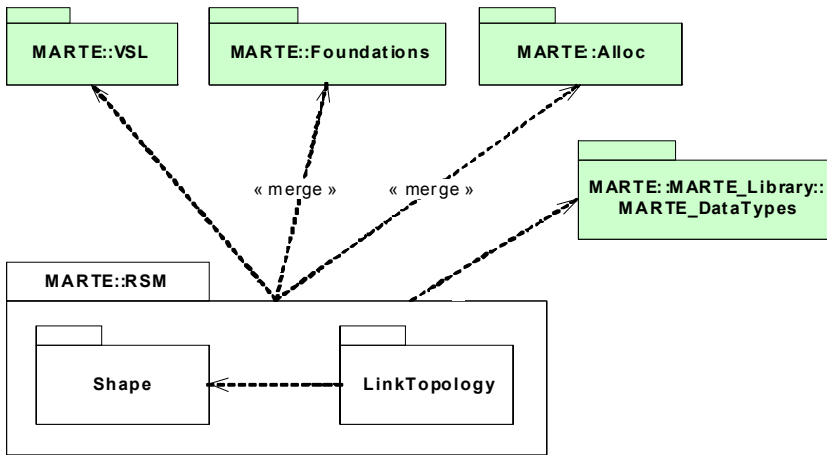 MARTE::VSL
MARTE::Foundations
MARTE::Alloc
« merge »
« merge »
MARTE::MARTE_Library::
MARTE_DataTypes
MARTE::RSM
Shape
LinkTopology